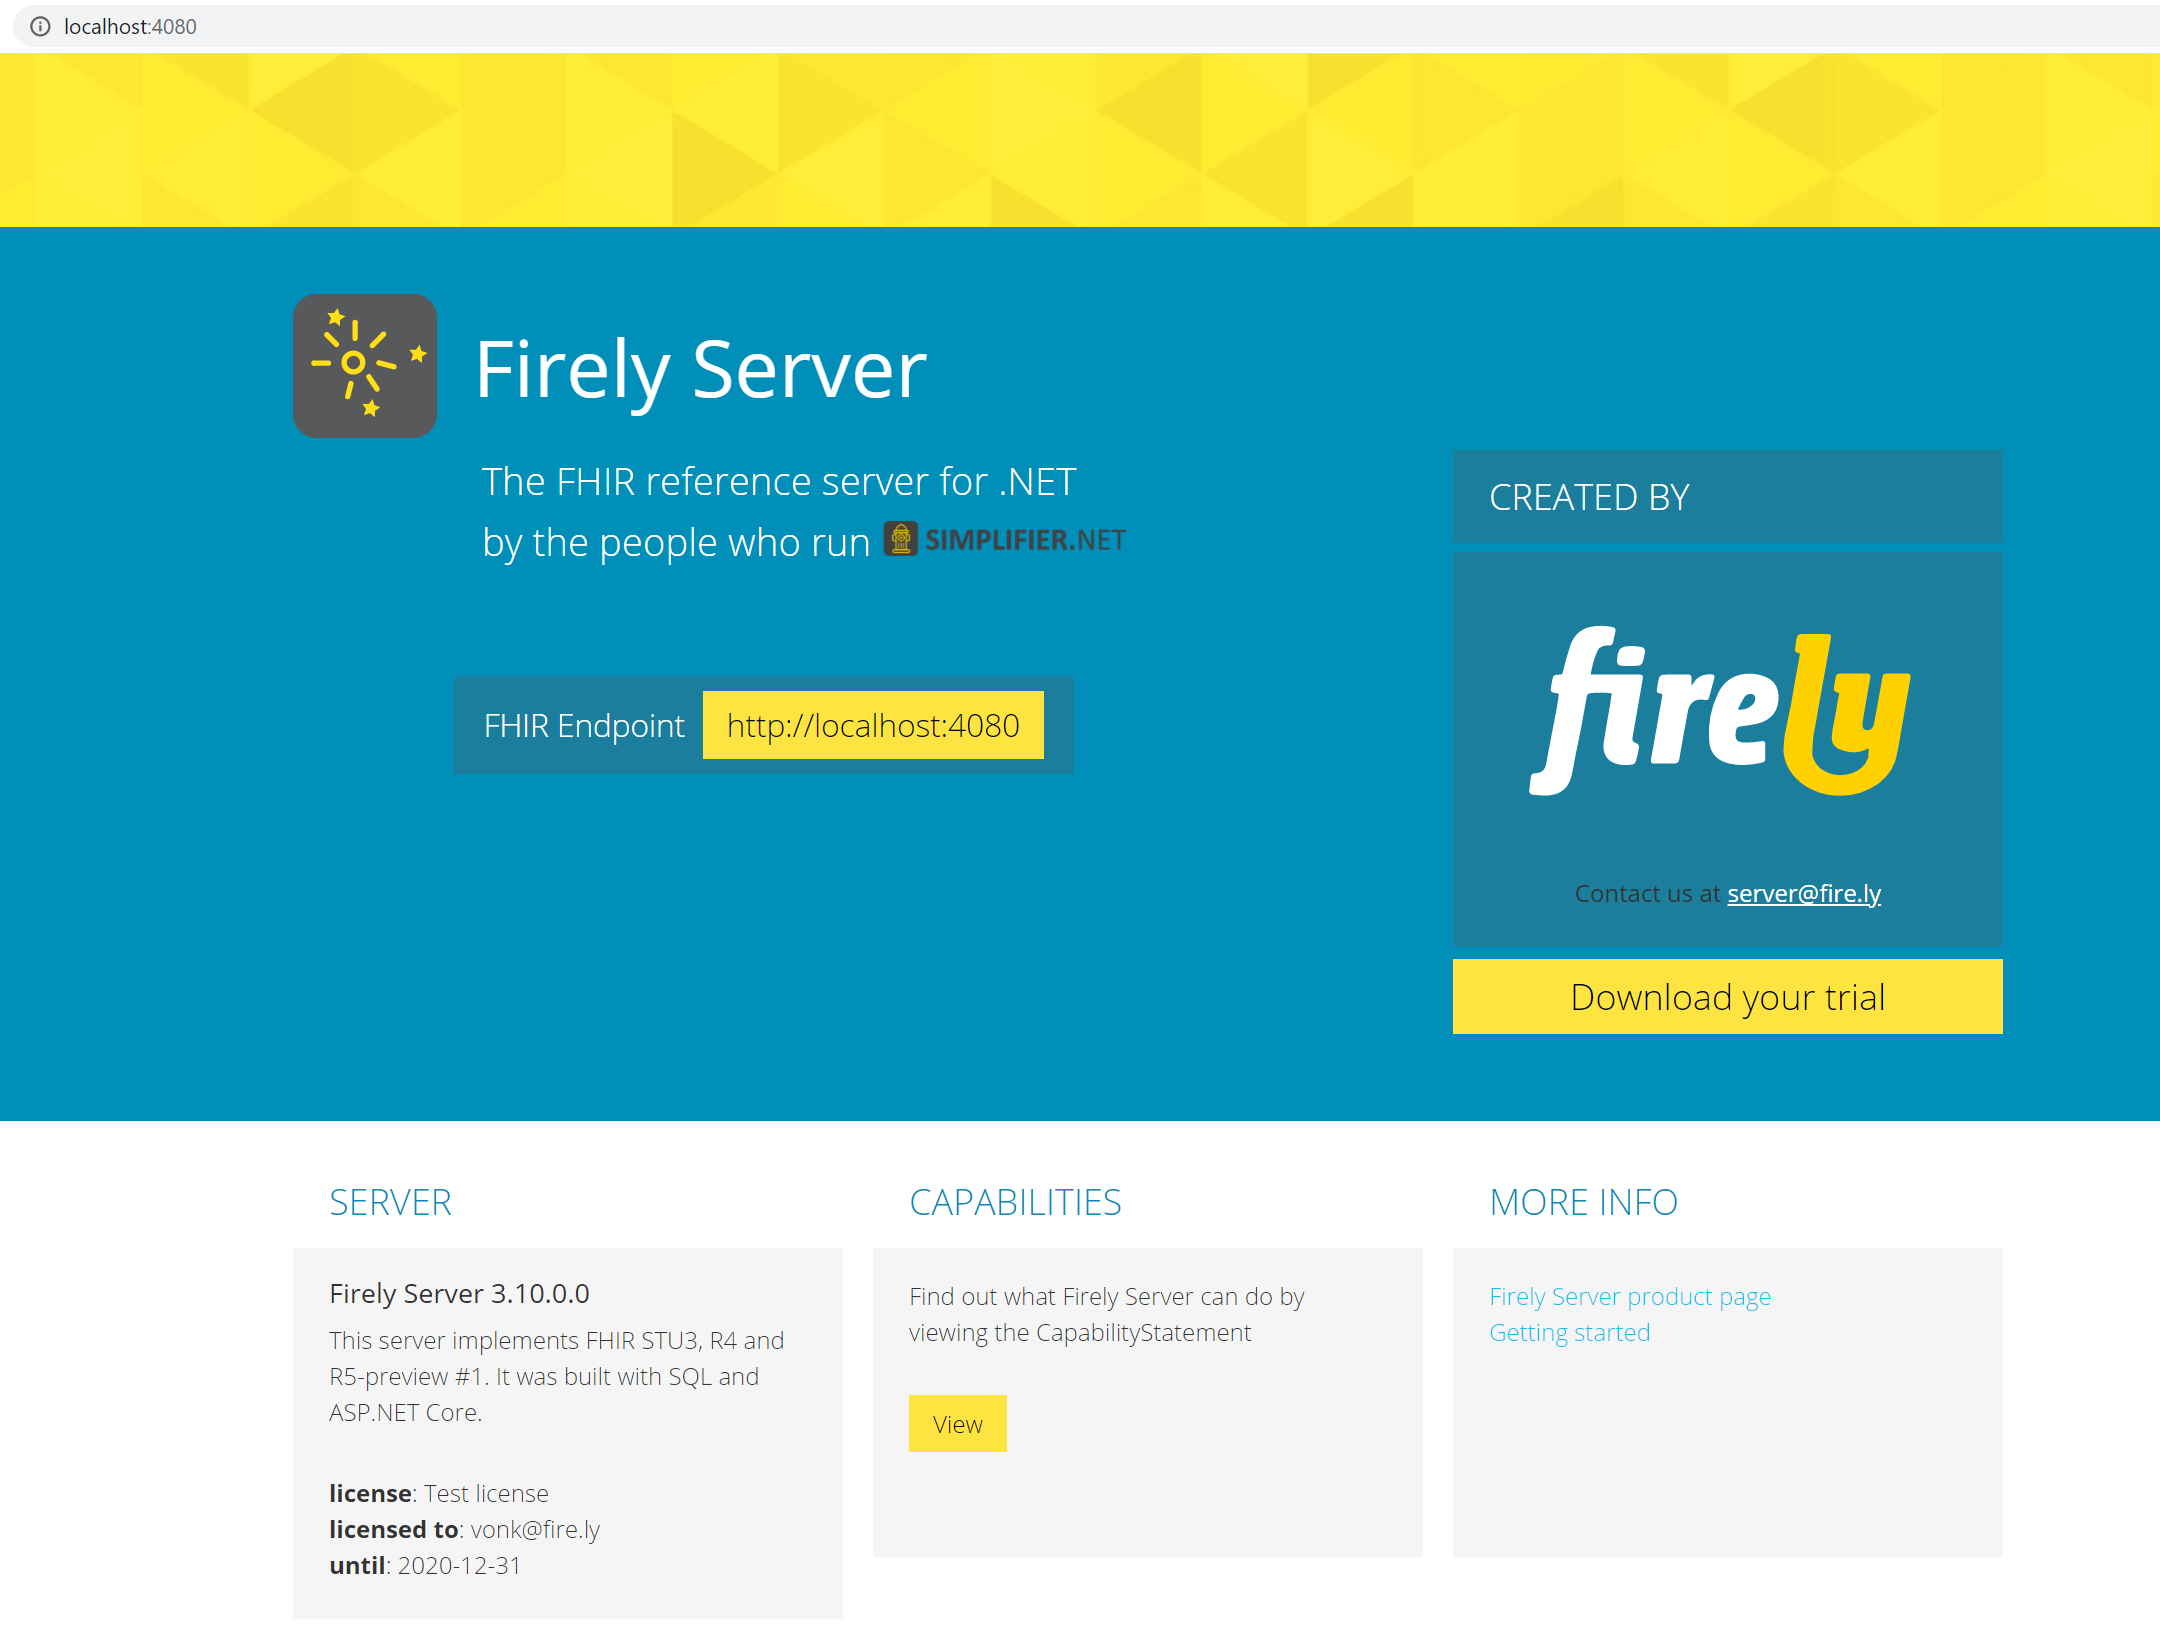 localhost:4080
Firely Server
The FHIR reference server for .NET
by the people who run SIMPLIFIER.NET
FHIR Endpoint http://localhost:4080
CREATED BY
firely
Contact us at server@fire.ly
Download your trial
SERVER
Firely Server 3.10.0.0
This server implements FHIR STU3, R4 and
R5-preview #1. It was built with SQL and
ASP.NET Core.
license: Test license
licensed to: vonk@fire.ly
until: 2020-12-31
CAPABILITIES
Find out what Firely Server can do by
viewing the CapabilityStatement
View
MORE INFO
Firely Server product page
Getting started